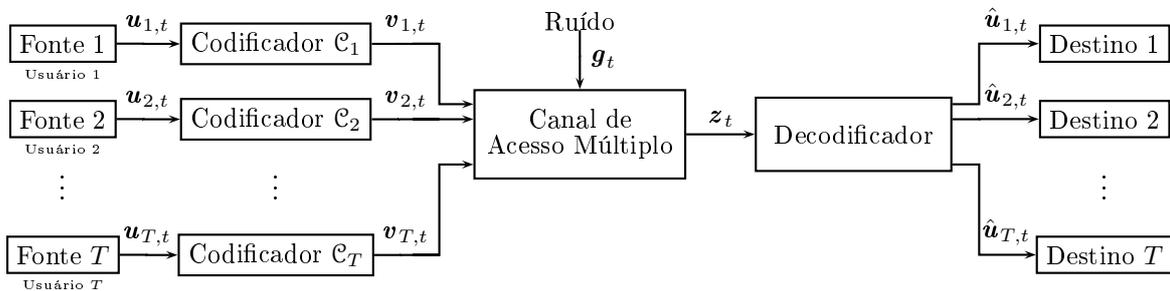 Fonte 1
Usuário 1
u_{1,t}
Codificador 𝒞_1
v_{1,t}
Fonte 2
Usuário 2
u_{2,t}
Codificador 𝒞_2
v_{2,t}
⋮
⋮
Fonte T
Usuário T
u_{T,t}
Codificador 𝒞_T
v_{T,t}
Ruído
g_t
Canal de
Acesso Múltiplo
z_t
Decodificador
û_{1,t}
Destino 1
û_{2,t}
Destino 2
⋮
û_{T,t}
Destino T